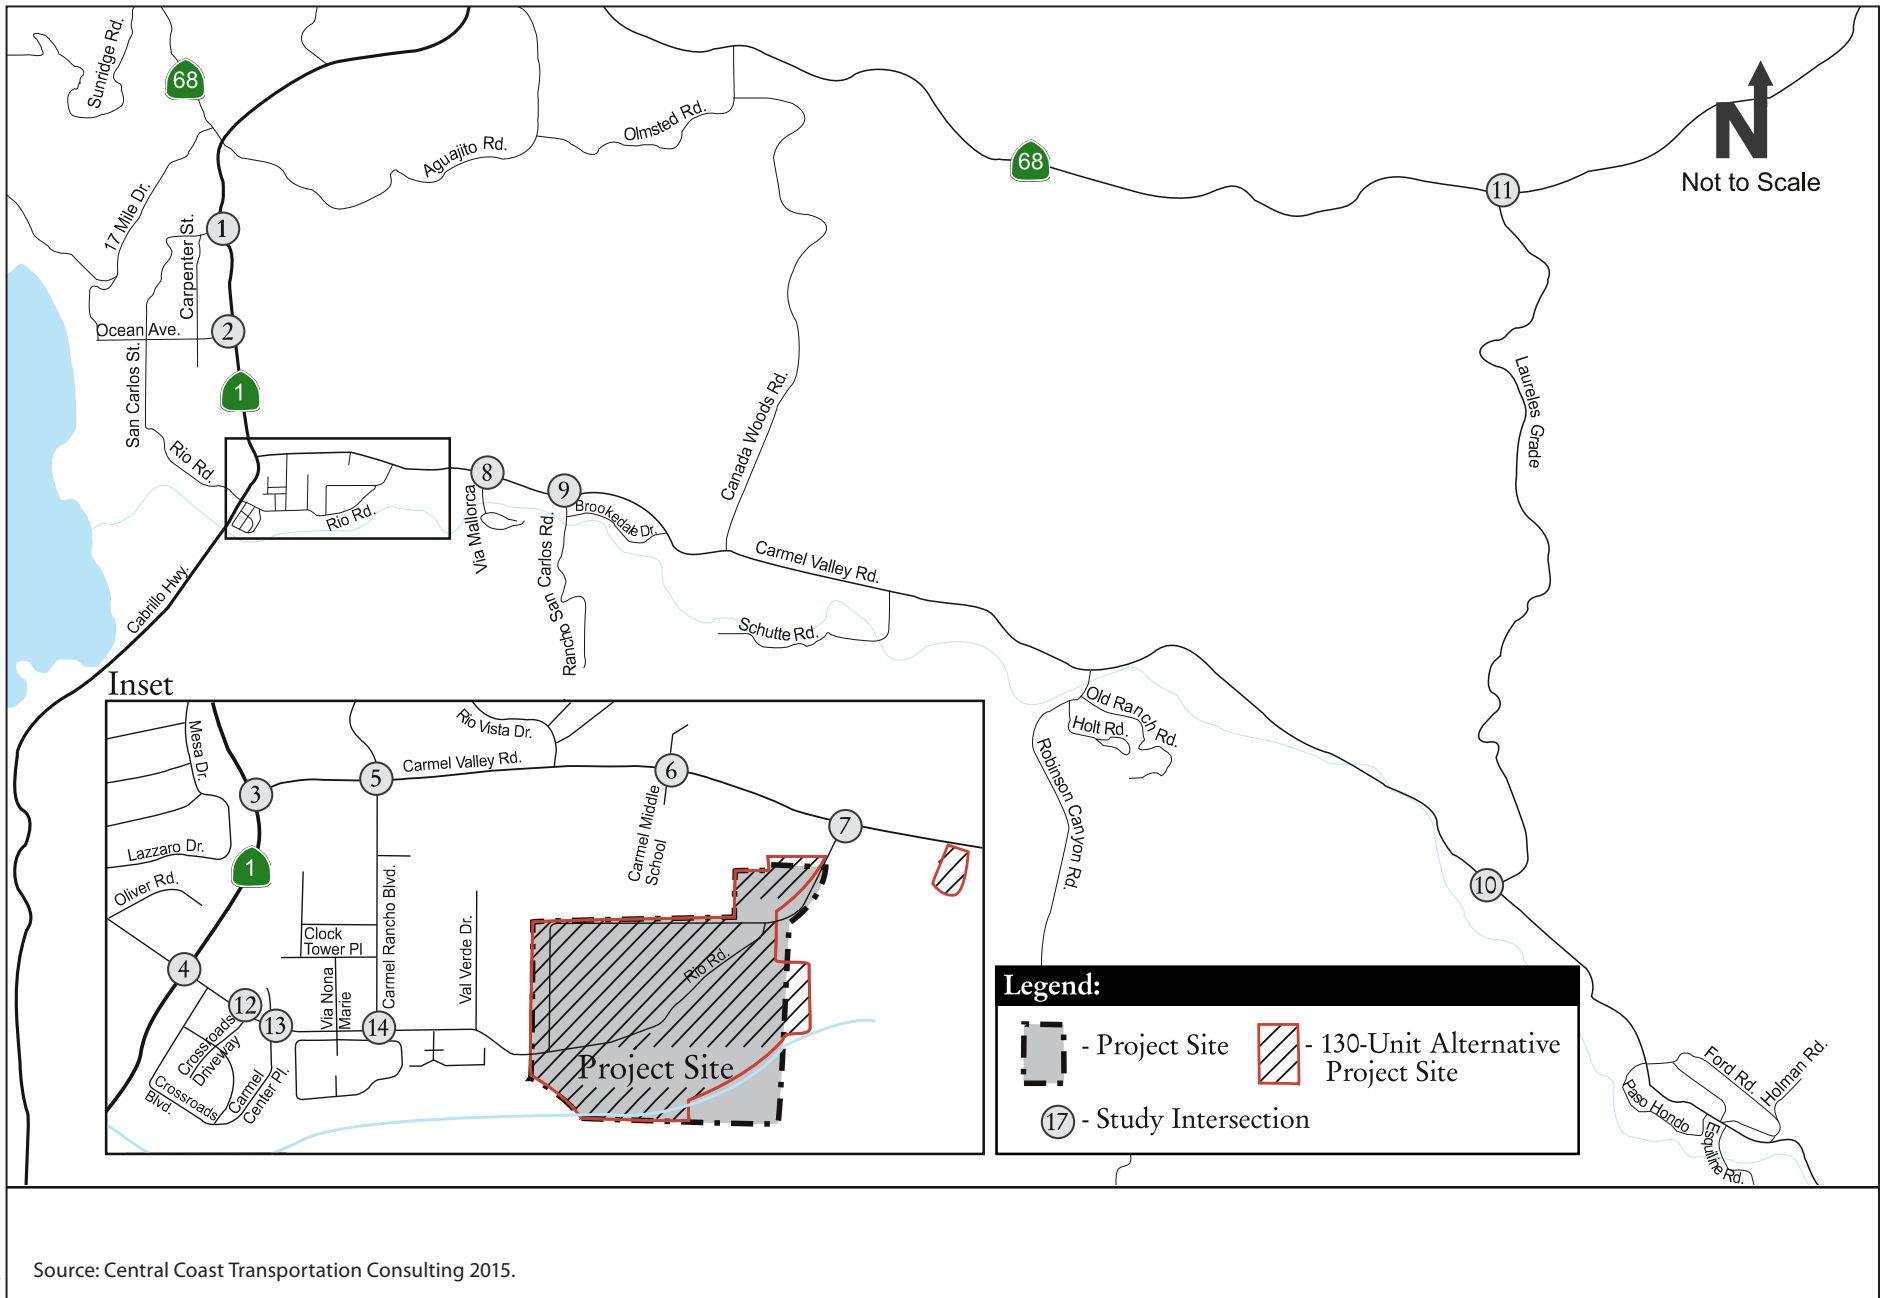 Sunridge Rd.
68
Aguajito Rd.
Olmsted Rd.
68
N
Not to Scale
11
17 Mile Dr.
Carpenter St.
1
Ocean Ave.
2
San Carlos St.
1
Rio Rd.
Rio Rd.
8
9
Via Mallorca
Brookedale Dr.
Rancho San Carlos Rd.
Canada Woods Rd.
Carmel Valley Rd.
Schutte Rd.
Laureles Grade
Cabrillo Hwy.
Old Ranch Rd.
Holt Rd.
Robinson Canyon Rd.
10
Ford Rd.
Holman Rd.
Paso Hondo
Esquiline Rd.
Inset
Mesa Dr.
Rio Vista Dr.
Carmel Valley Rd.
3
5
6
7
Carmel Middle
School
Lazzaro Dr.
1
Oliver Rd.
Clock
Tower Pl
Carmel Rancho Blvd.
Val Verde Dr.
Via Nona
Marie
4
12
13
14
Crossroads
Driveway
Crossroads
Blvd.
Carmel
Center Pl.
Rio Rd.
Project Site
Legend:
- Project Site
- 130-Unit Alternative
Project Site
17 - Study Intersection
Source: Central Coast Transportation Consulting 2015.